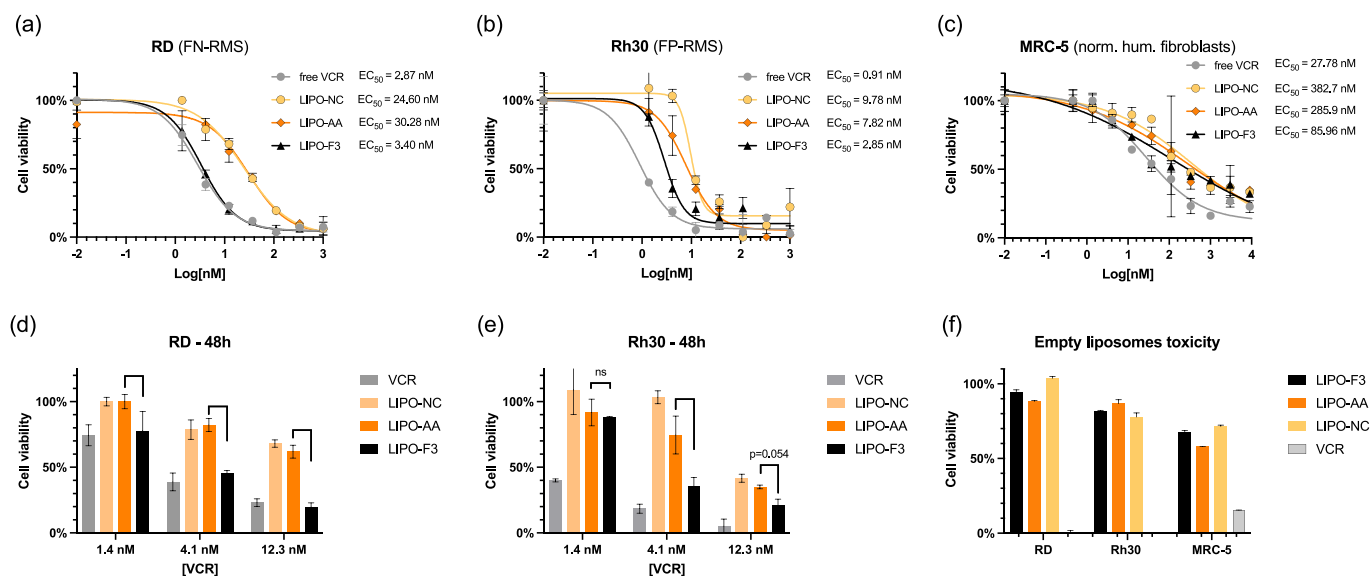 (a)
RD (FN-RMS)
free VCR EC50 = 2,87 nM
LIPO-NC EC50 = 24,60 nM
LIPO-AA EC50 = 30,28 nM
LIPO-F3 EC50 = 3,40 nM
Cell viability
100%
50%
0%
-2 -1 0 1 2 3
Log[nM]
(b)
Rh30 (FP-RMS)
free VCR EC50 = 0,91 nM
LIPO-NC EC50 = 9,78 nM
LIPO-AA EC50 = 7,82 nM
LIPO-F3 EC50 = 2,85 nM
Cell viability
100%
50%
0%
-2 -1 0 1 2 3
Log[nM]
(c)
MRC-5 (norm. hum. fibroblasts)
free VCR EC50 = 27.78 nM
LIPO-NC EC50 = 382,7 nM
LIPO-AA EC50 = 285,9 nM
LIPO-F3 EC50 = 85,96 nM
Cell viability
100%
50%
0%
-2 -1 0 1 2 3 4
Log[nM]
(d)
RD - 48h
VCR
LIPO-NC
LIPO-AA
LIPO-F3
Cell viability
100%
50%
0%
1.4 nM 4.1 nM 12.3 nM
[VCR]
(e)
Rh30 - 48h
ns
p=0.054
VCR
LIPO-NC
LIPO-AA
LIPO-F3
Cell viability
100%
50%
0%
1.4 nM 4.1 nM 12.3 nM
[VCR]
(f)
Empty liposomes toxicity
LIPO-F3
LIPO-AA
LIPO-NC
VCR
Cell viability
100%
80%
60%
40%
20%
0%
RD Rh30 MRC-5